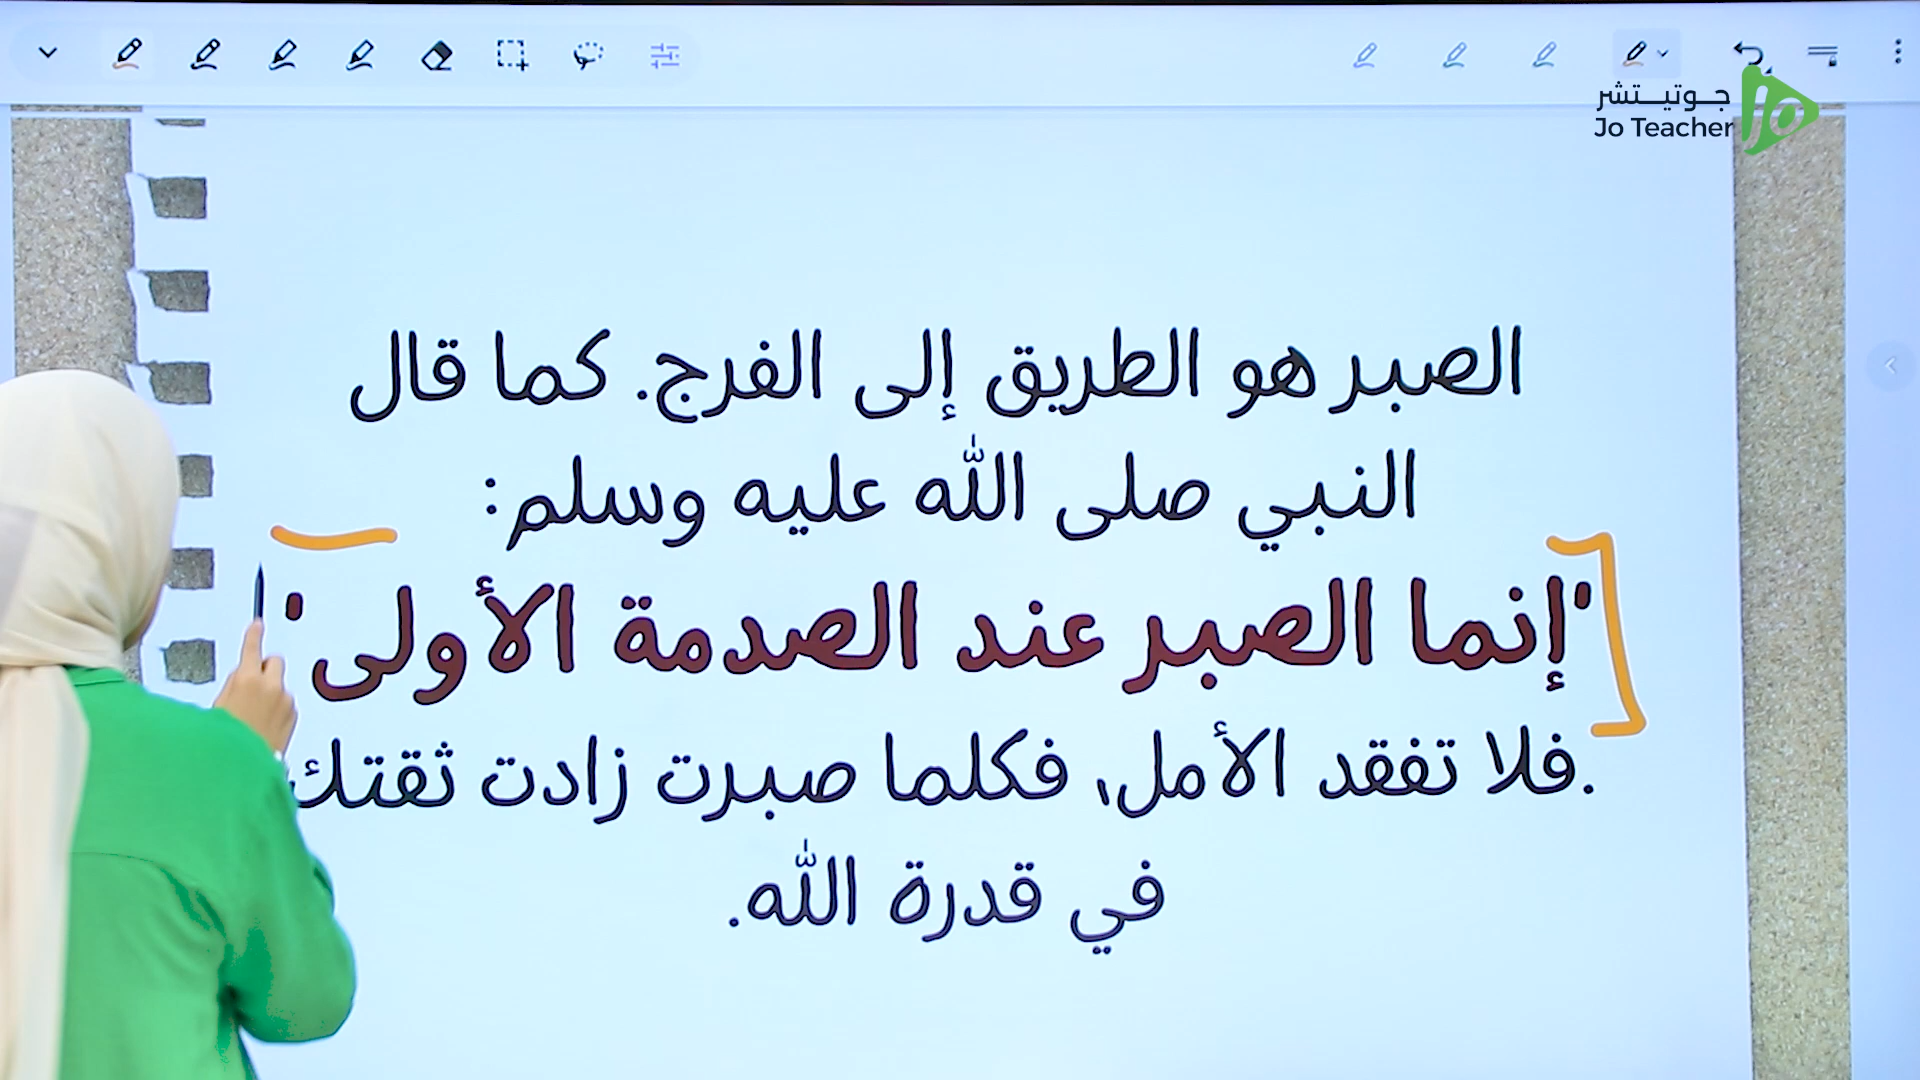 جوتيتشر
Jo Teacher
الصبر هو الطريق إلى الفرج. كما قال
النبي صلى الله عليه وسلم:
'إنما الصبر عند الصدمة الأولى'
.فلا تفقد الأمل، فكلما صبرت زادت ثقتك
في قدرة الله.